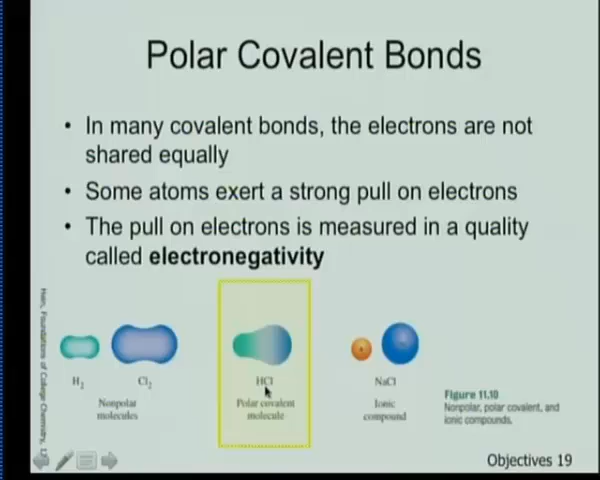 Polar Covalent Bonds
• In many covalent bonds, the electrons are not
shared equally
• Some atoms exert a strong pull on electrons
• The pull on electrons is measured in a quality
called electronegativity
Hein, Foundations of College Chemistry,
H2
Cl2
Nonpolar
molecules
HCl
Polar covalent
molecule
NaCl
Ionic
compound
Figure 11.10
Nonpolar, polar covalent, and
ionic compounds.
Objectives 19